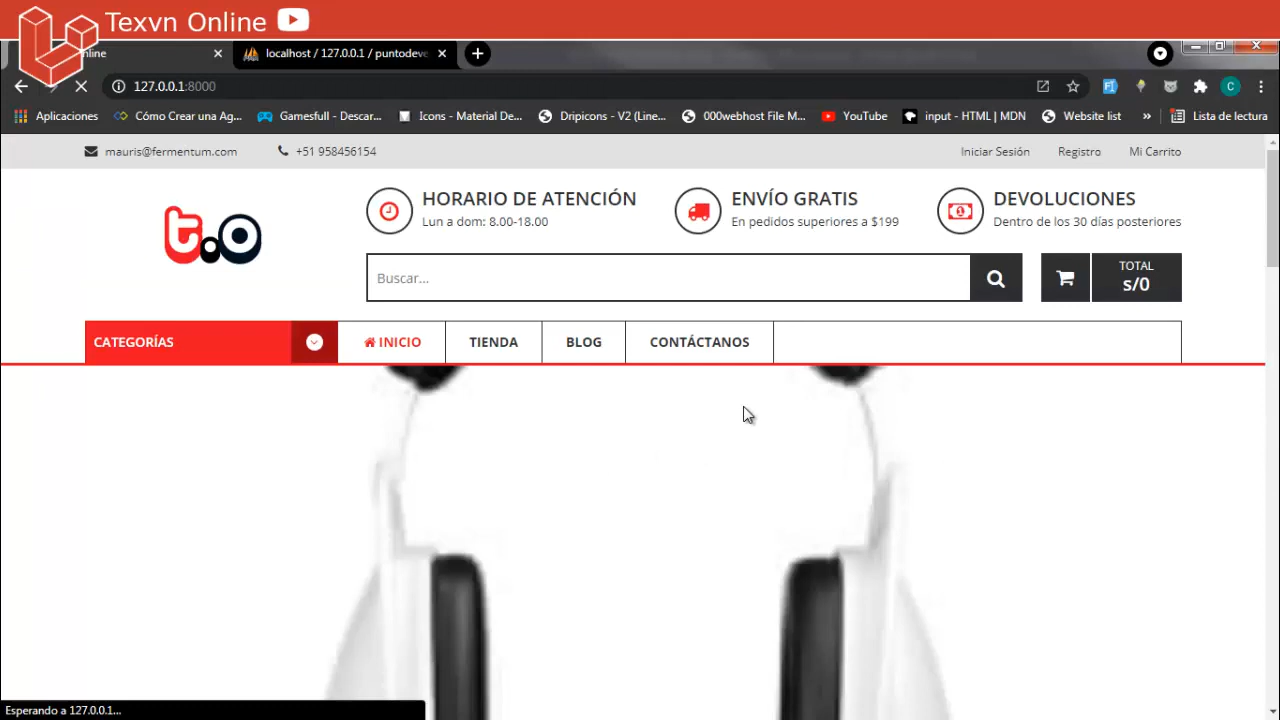 Texvn Online
nline
localhost / 127.0.0.1 / puntodeve
127.0.0.1:8000
C
Aplicaciones
Cómo Crear una Ag...
Gamesfull - Descar...
Icons - Material De...
Dripicons - V2 (Line...
000webhost File M...
YouTube
input - HTML | MDN
Website list
»
Lista de lectura
mauris@fermentum.com
+51 958456154
Iniciar Sesión
Registro
Mi Carrito
t.o
HORARIO DE ATENCIÓN
Lun a dom: 8.00-18.00
ENVÍO GRATIS
En pedidos superiores a $199
DEVOLUCIONES
Dentro de los 30 días posteriores
Buscar...
TOTAL
s/0
CATEGORÍAS
INICIO
TIENDA
BLOG
CONTÁCTANOS
Esperando a 127.0.0.1...